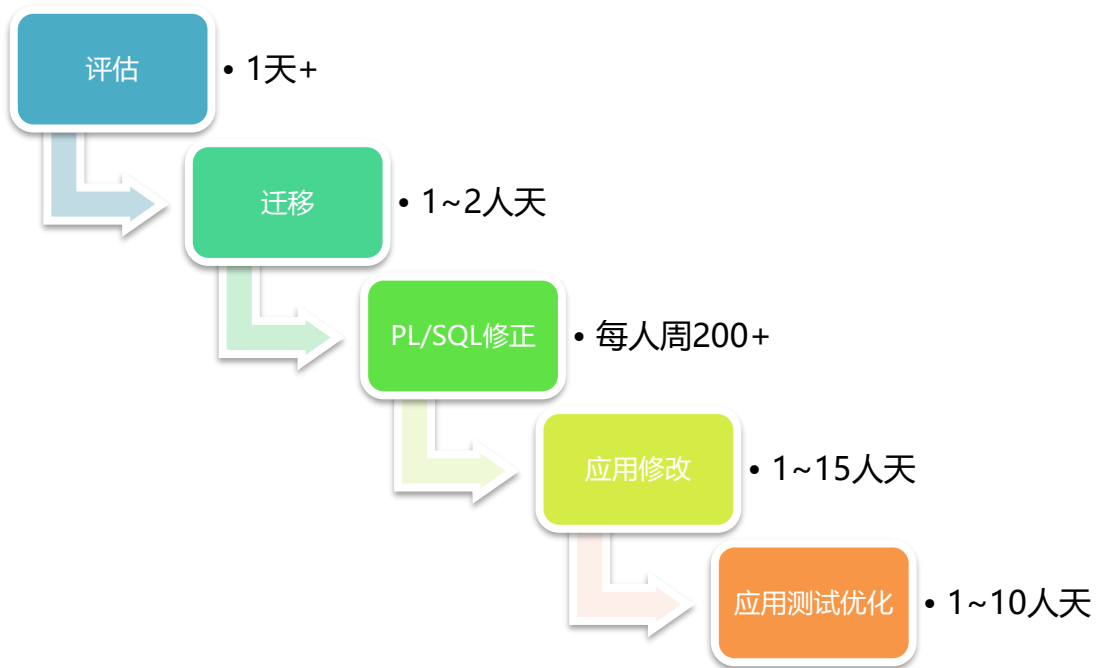 评估
• 1天+
迁移
• 1~2人天
PL/SQL修正
• 每人周200+
应用修改
• 1~15人天
应用测试优化
• 1~10人天